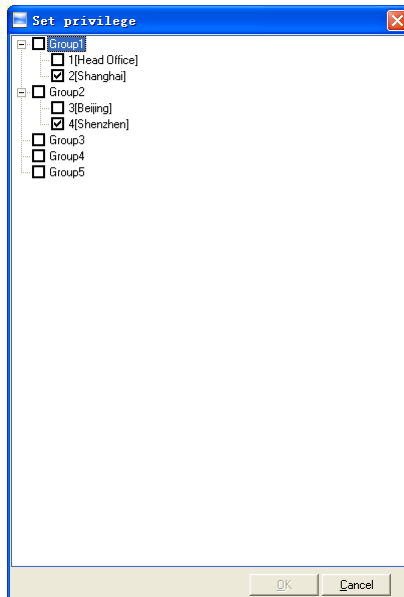 Set privilege
Group1
1[Head Office]
2[Shanghai]
Group2
3[Beijing]
4[Shenzhen]
Group3
Group4
Group5
OK Cancel